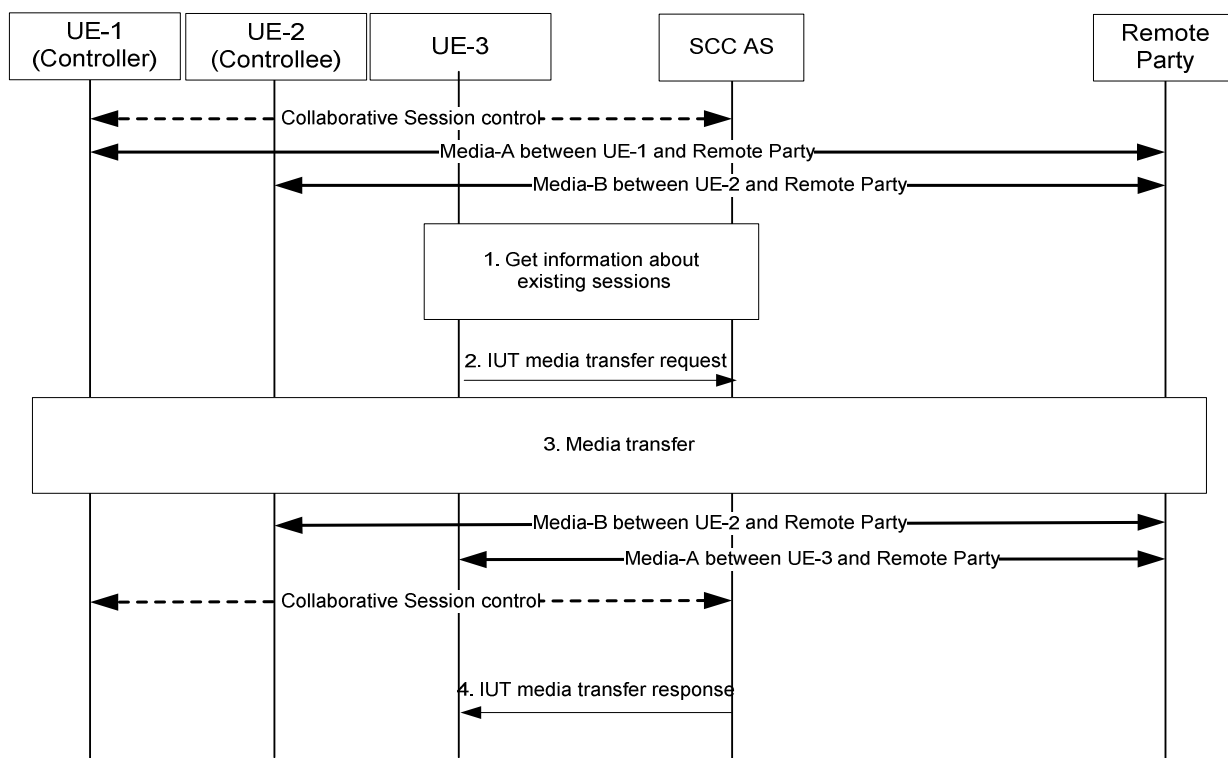 UE-1
(Controller)
UE-2
(Controllee)
UE-3
SCC AS
Remote
Party
Collaborative Session control
Media-A between UE-1 and Remote Party
Media-B between UE-2 and Remote Party
1. Get information about
existing sessions
2. IUT media transfer request
3. Media transfer
Media-B between UE-2 and Remote Party
Media-A between UE-3 and Remote Party
Collaborative Session control
4. IUT media transfer response